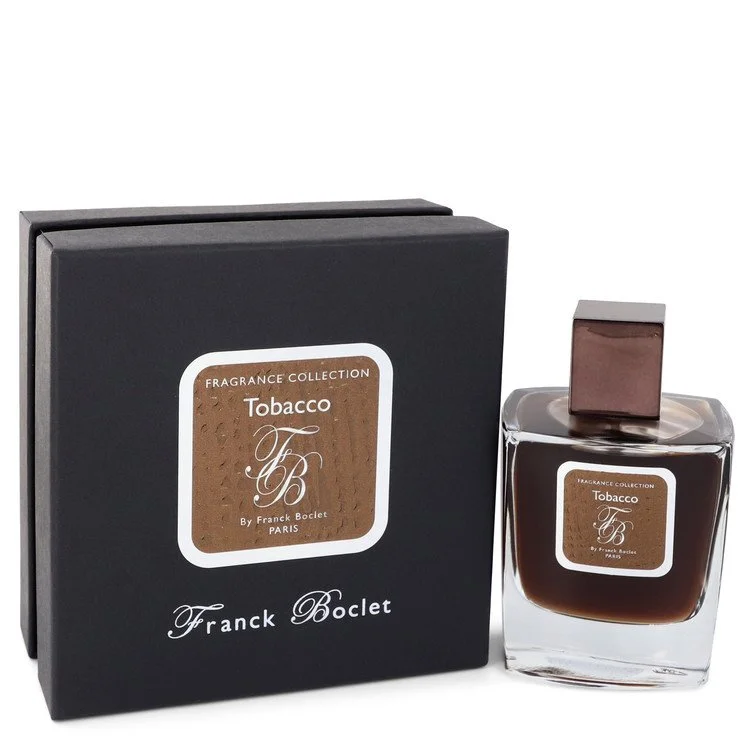 FRAGRANCE COLLECTION
Tobacco
FB
By Franck Boclet
PARIS
Franck Boclet
FRAGRANCE COLLECTION
Tobacco
FB
By Franck Boclet
PARIS